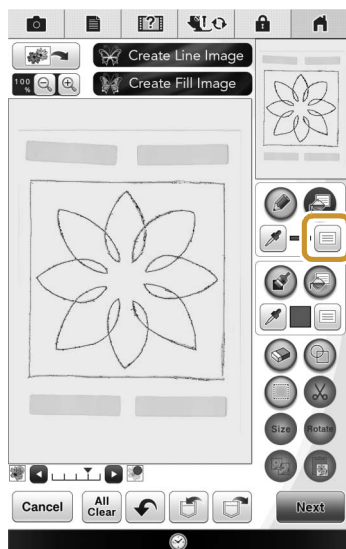 Create Line Image
100
%
Create Fill Image
Size
Rotate
Cancel
All
Clear
Next